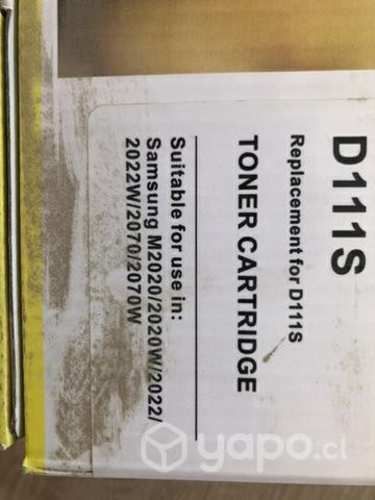 D111S
Replacement for D111S
TONER CARTRIDGE
Suitable for use in:
Samsung M2020/2020W/2022/
2022W/2070/2070W
yapo.cl